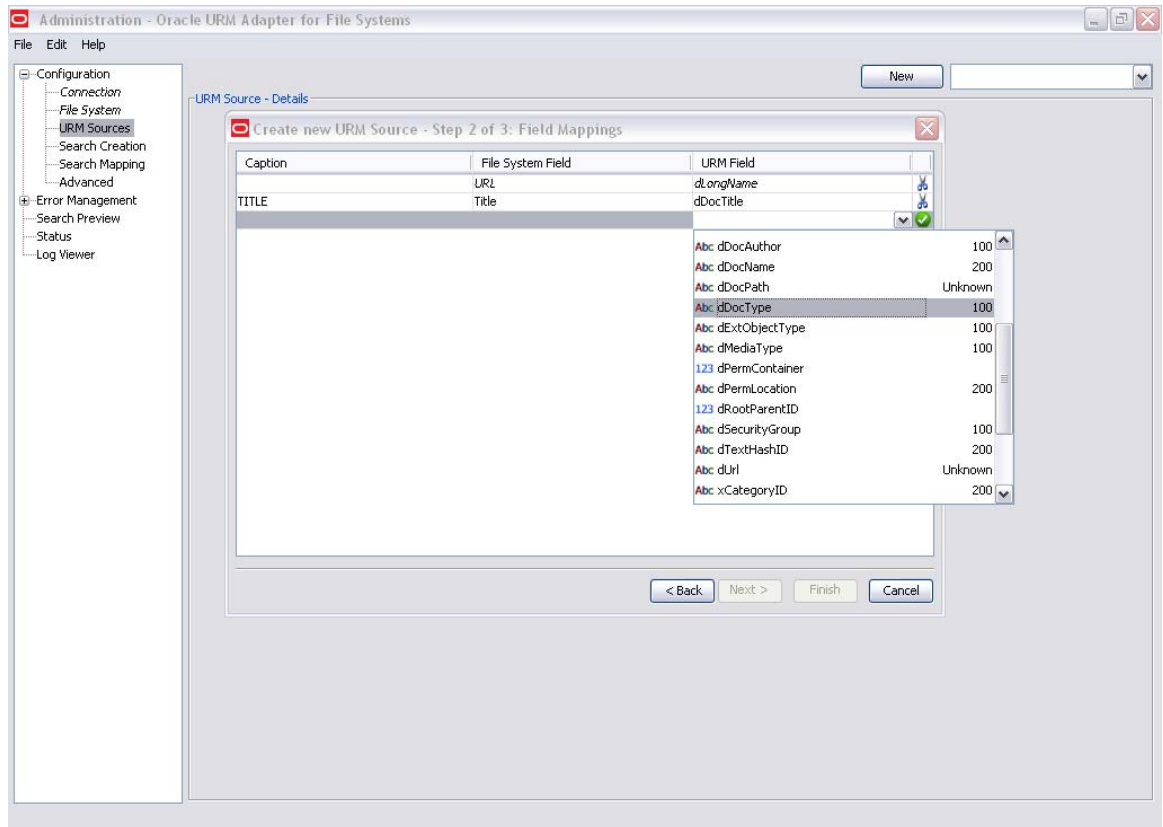 Administration - Oracle URM Adapter for File Systems
File Edit Help
Configuration
Connection
File System
URM Sources
Search Creation
Search Mapping
Advanced
Error Management
Search Preview
Status
Log Viewer
New
URM Source - Details
Create new URM Source - Step 2 of 3: Field Mappings
Caption File System Field URM Field
URL dLongName
TITLE Title dDocTitle
Abc dDocAuthor 100
Abc dDocName 200
Abc dDocPath Unknown
Abc dDocType 100
Abc dExtObjectType 100
Abc dMediaType 100
123 dPermContainer
Abc dPermLocation 200
123 dRootParentID
Abc dSecurityGroup 100
Abc dTextHashID 200
Abc dUrl Unknown
Abc xCategoryID 200
< Back Next > Finish Cancel